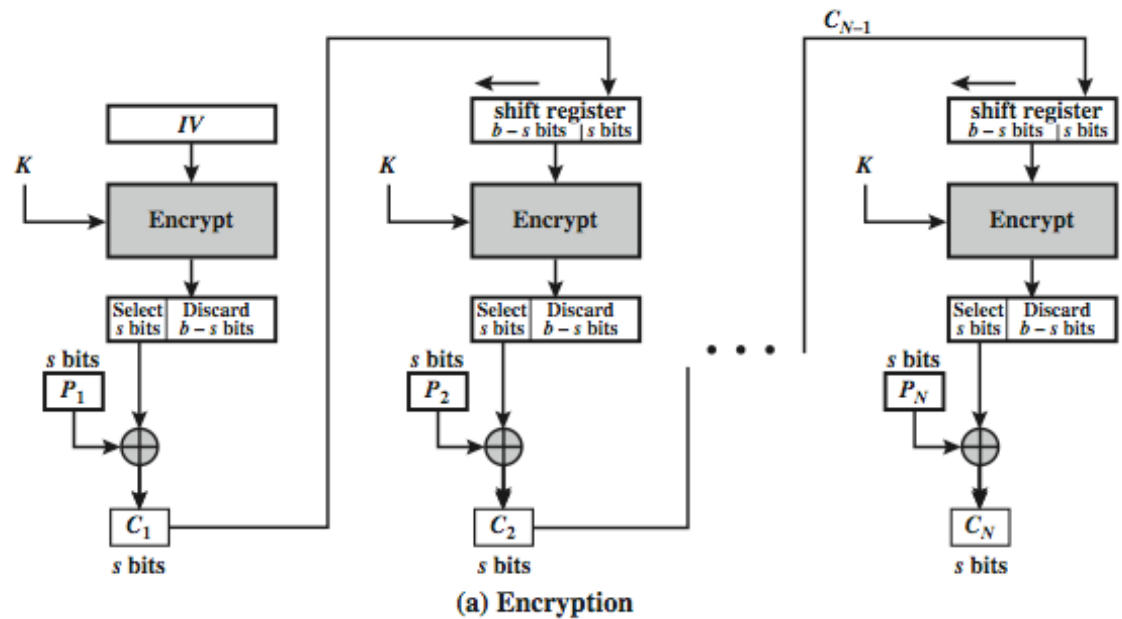 C_{N-1}
IV
shift register
b – s bits | s bits
shift register
b – s bits | s bits
K
K
K
Encrypt
Encrypt
Encrypt
Select Discard
s bits b – s bits
Select Discard
s bits b – s bits
Select Discard
s bits b – s bits
s bits
P_1
s bits
P_2
s bits
P_N
• • •
C_1
s bits
C_2
s bits
C_N
s bits
(a) Encryption